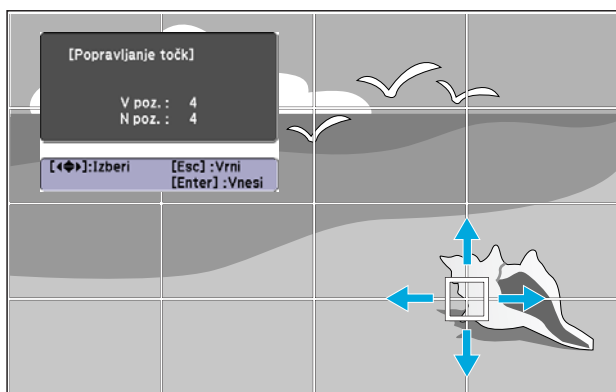 [Popravljanje točk]
V poz. : 4
N poz. : 4
[◀◆▶]:Izberi [Esc] :Vrni
[Enter] :Vnesi